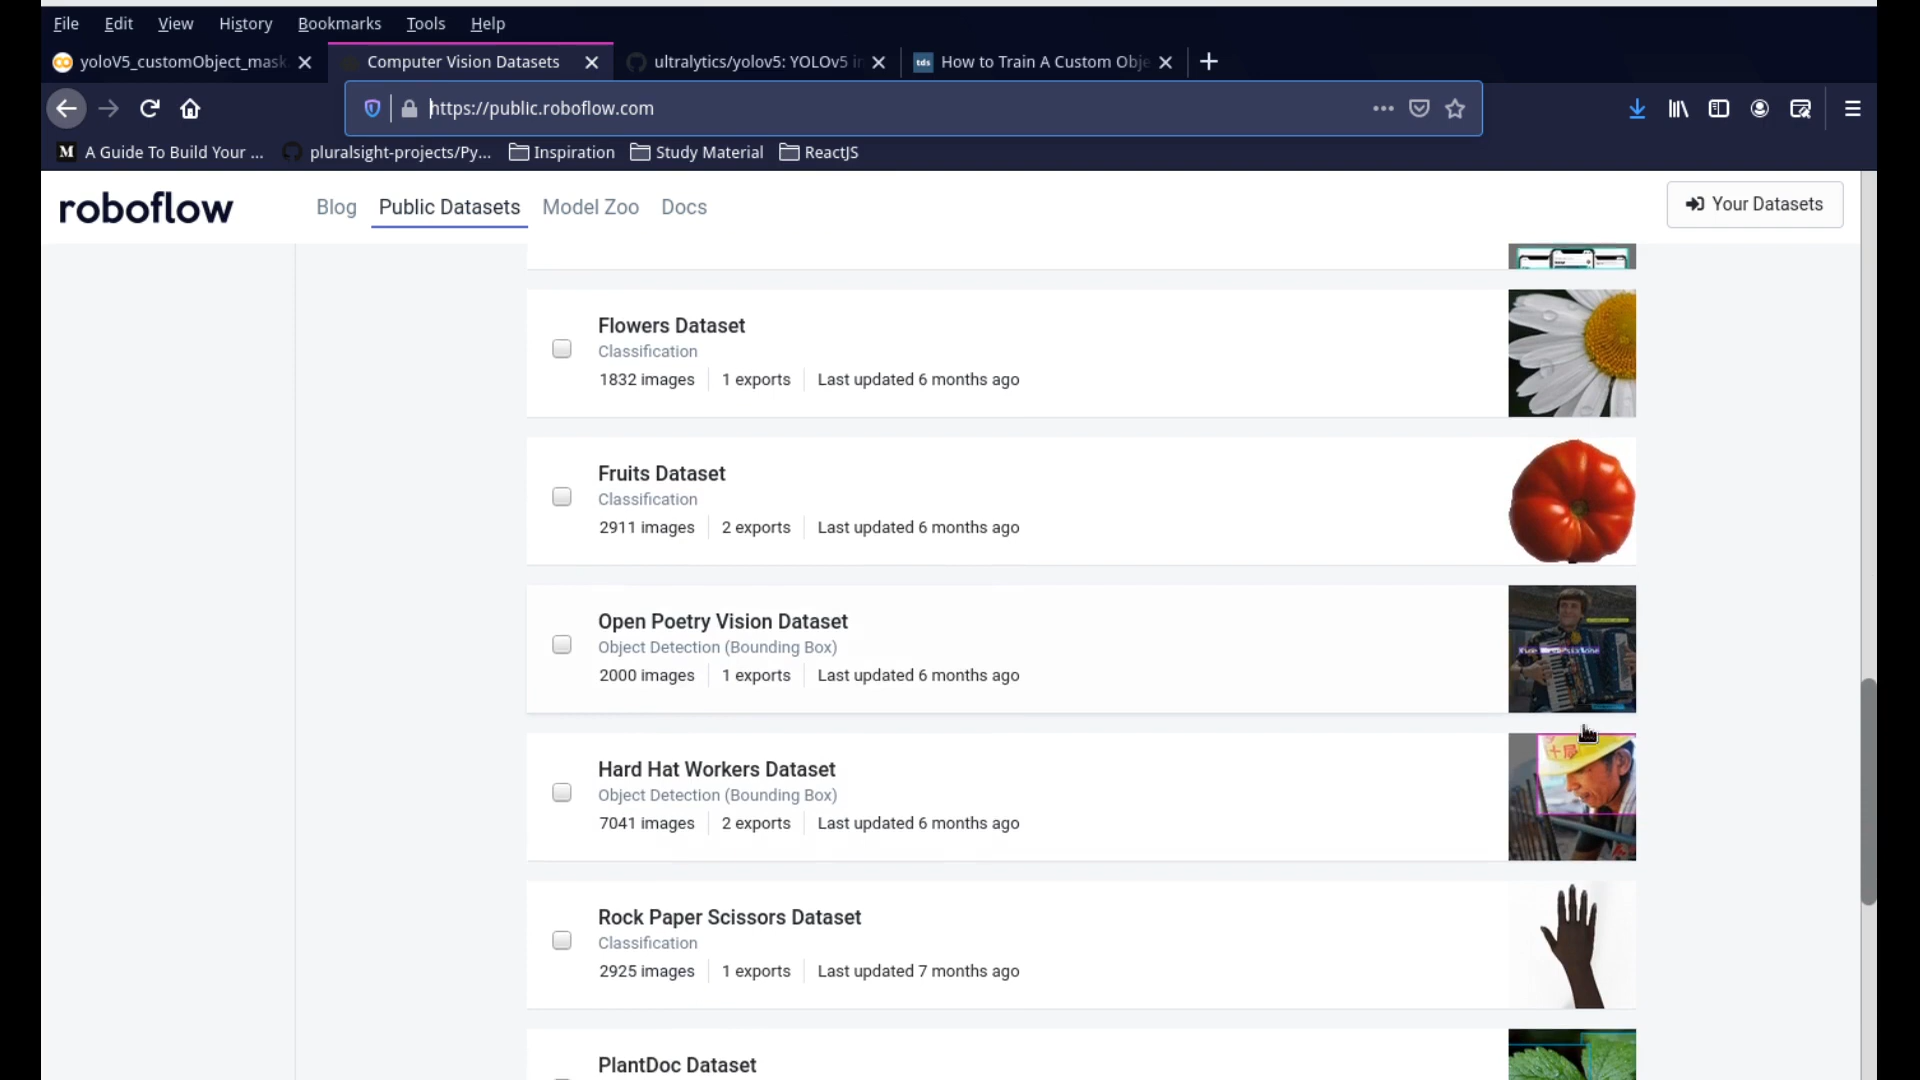 File Edit View History Bookmarks Tools Help
yoloV5_customObject_mask Computer Vision Datasets ultralytics/yolov5: YOLOv5 in tds How to Train A Custom Obje
https://public.roboflow.com
M A Guide To Build Your ... pluralsight-projects/Py... Inspiration Study Material ReactJS
roboflow Blog Public Datasets Model Zoo Docs Your Datasets
Flowers Dataset
Classification
1832 images 1 exports Last updated 6 months ago
Fruits Dataset
Classification
2911 images 2 exports Last updated 6 months ago
Open Poetry Vision Dataset
Object Detection (Bounding Box)
2000 images 1 exports Last updated 6 months ago
Hard Hat Workers Dataset
Object Detection (Bounding Box)
7041 images 2 exports Last updated 6 months ago
Rock Paper Scissors Dataset
Classification
2925 images 1 exports Last updated 7 months ago
PlantDoc Dataset